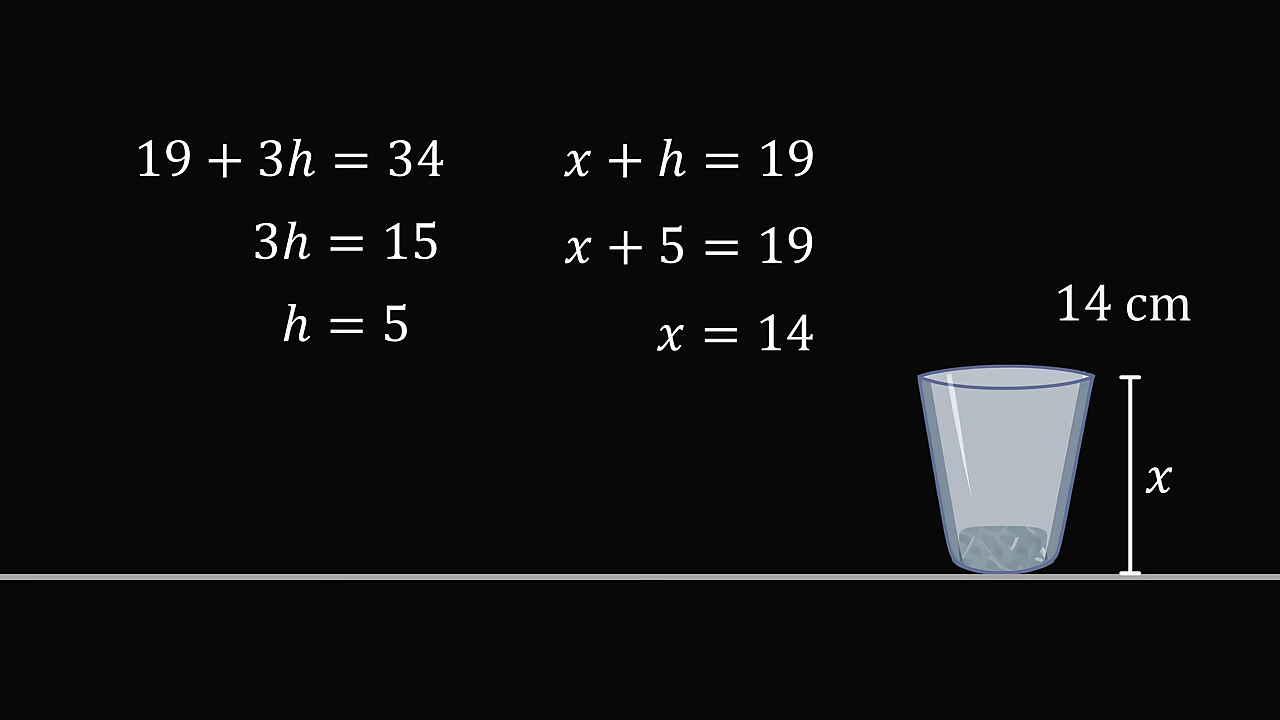 19 + 3h = 34
3h = 15
h = 5
x + h = 19
x + 5 = 19
x = 14
14 cm
x